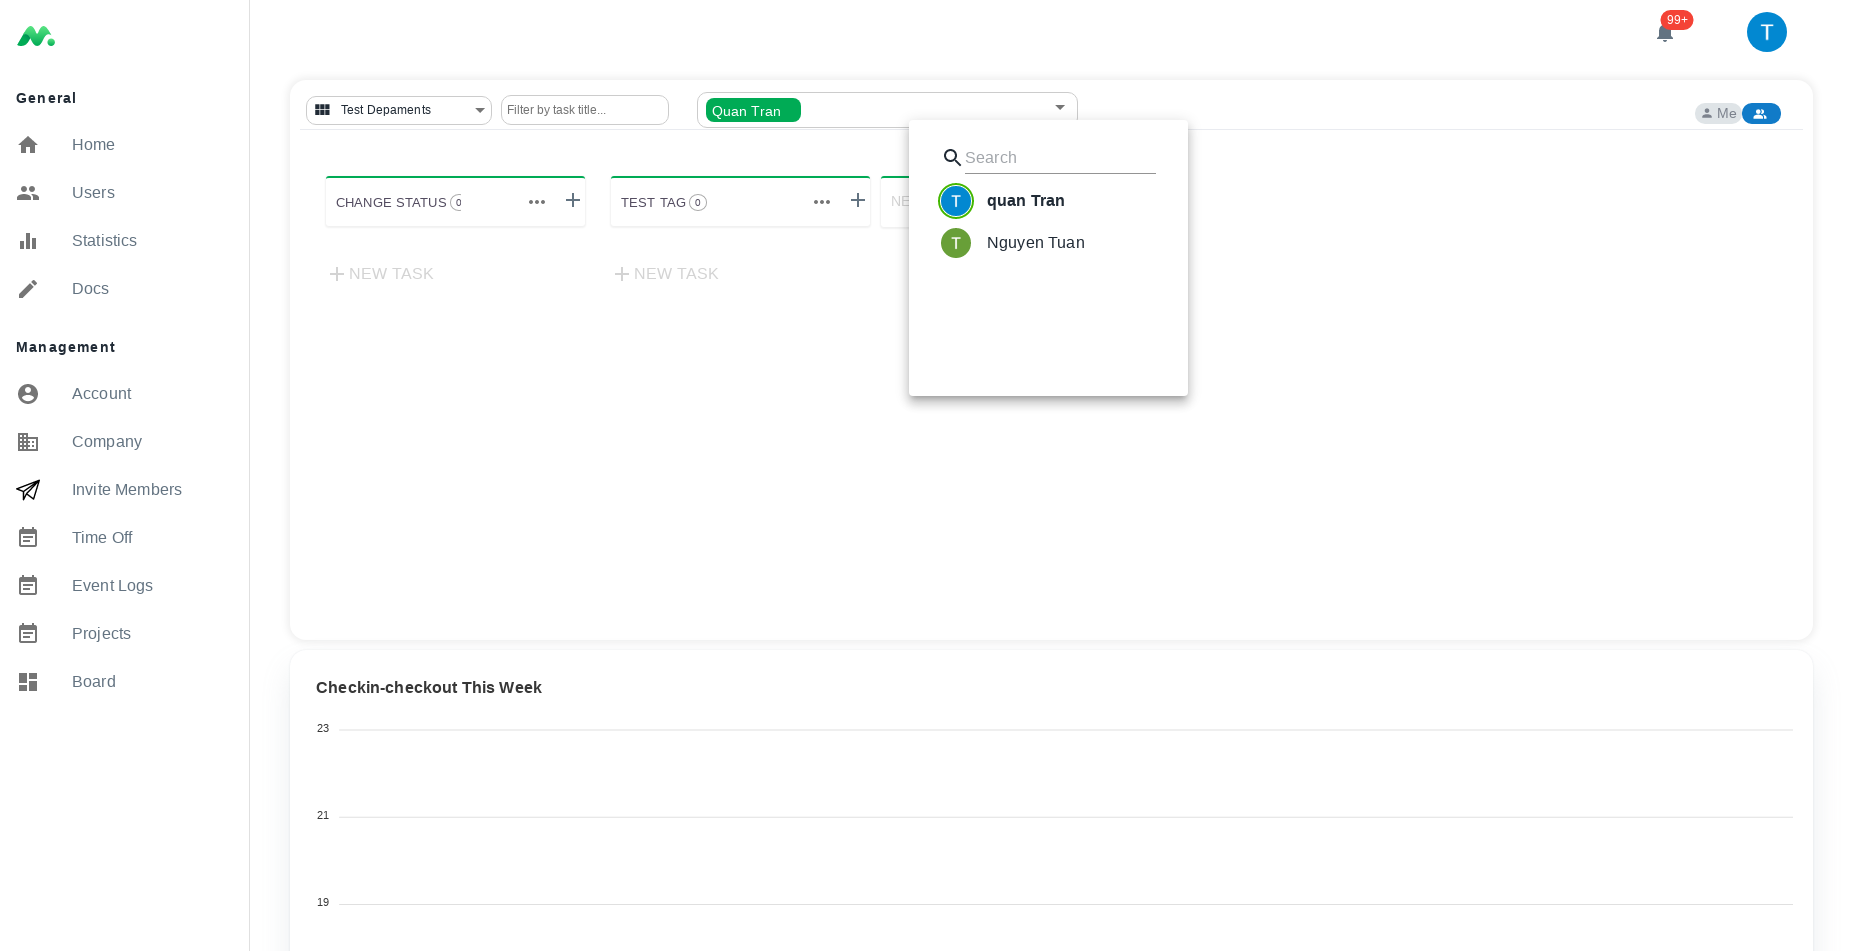 99+
T
General
Home
Users
Statistics
Docs
Management
Account
Company
Invite Members
Time Off
Event Logs
Projects
Board
Test Depaments
Filter by task title...
Quan Tran
Me
CHANGE STATUS 0
TEST TAG 0
NE
NEW TASK
NEW TASK
Search
T quan Tran
T Nguyen Tuan
Checkin-checkout This Week
23
21
19